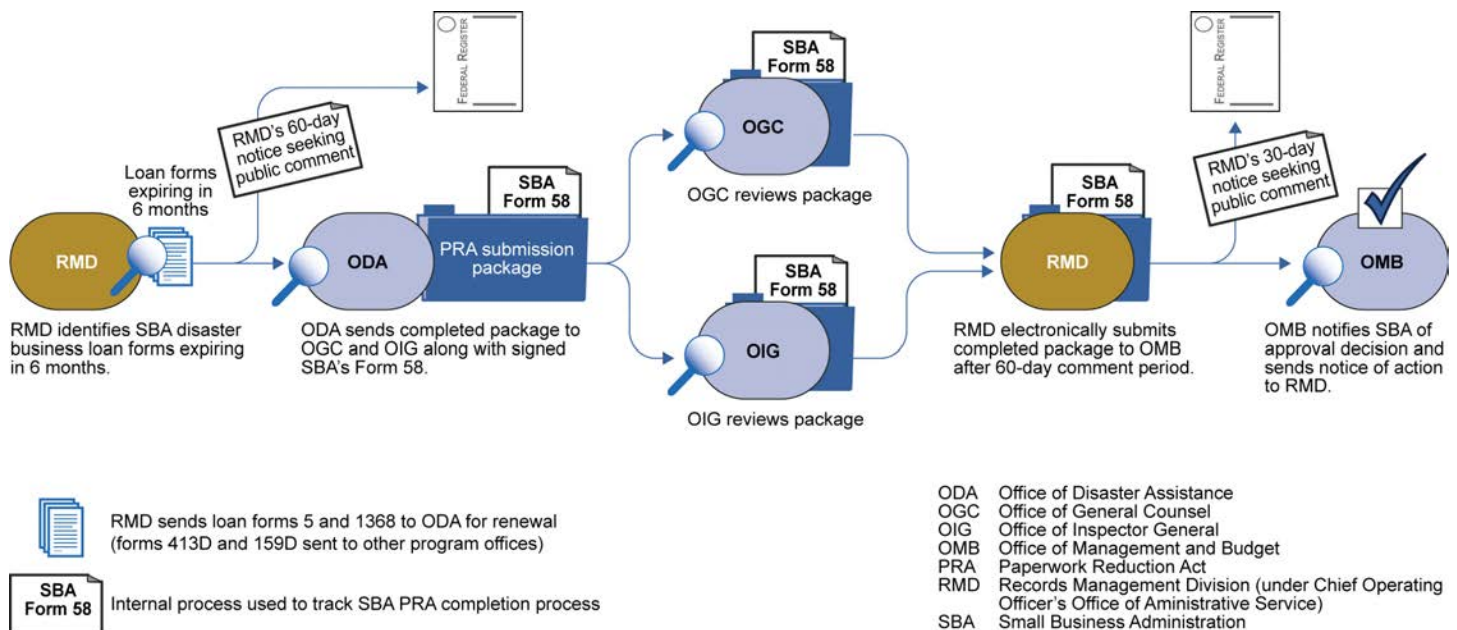 FEDERAL REGISTER
RMD's 60-day
notice seeking
public comment
Loan forms
expiring in
6 months
RMD
RMD identifies SBA disaster
business loan forms expiring
in 6 months.
ODA
SBA
Form 58
PRA submission
package
ODA sends completed package to
OGC and OIG along with signed
SBA's Form 58.
SBA
Form 58
OGC
OGC reviews package
SBA
Form 58
OIG
OIG reviews package
SBA
Form 58
RMD
RMD electronically submits
completed package to OMB
after 60-day comment period.
FEDERAL REGISTER
RMD's 30-day
notice seeking
public comment
OMB
OMB notifies SBA of
approval decision and
sends notice of action
to RMD.
RMD sends loan forms 5 and 1368 to ODA for renewal
(forms 413D and 159D sent to other program offices)
SBA
Form 58
Internal process used to track SBA PRA completion process
ODA Office of Disaster Assistance
OGC Office of General Counsel
OIG Office of Inspector General
OMB Office of Management and Budget
PRA Paperwork Reduction Act
RMD Records Management Division (under Chief Operating
Officer's Office of Aministrative Service)
SBA Small Business Administration